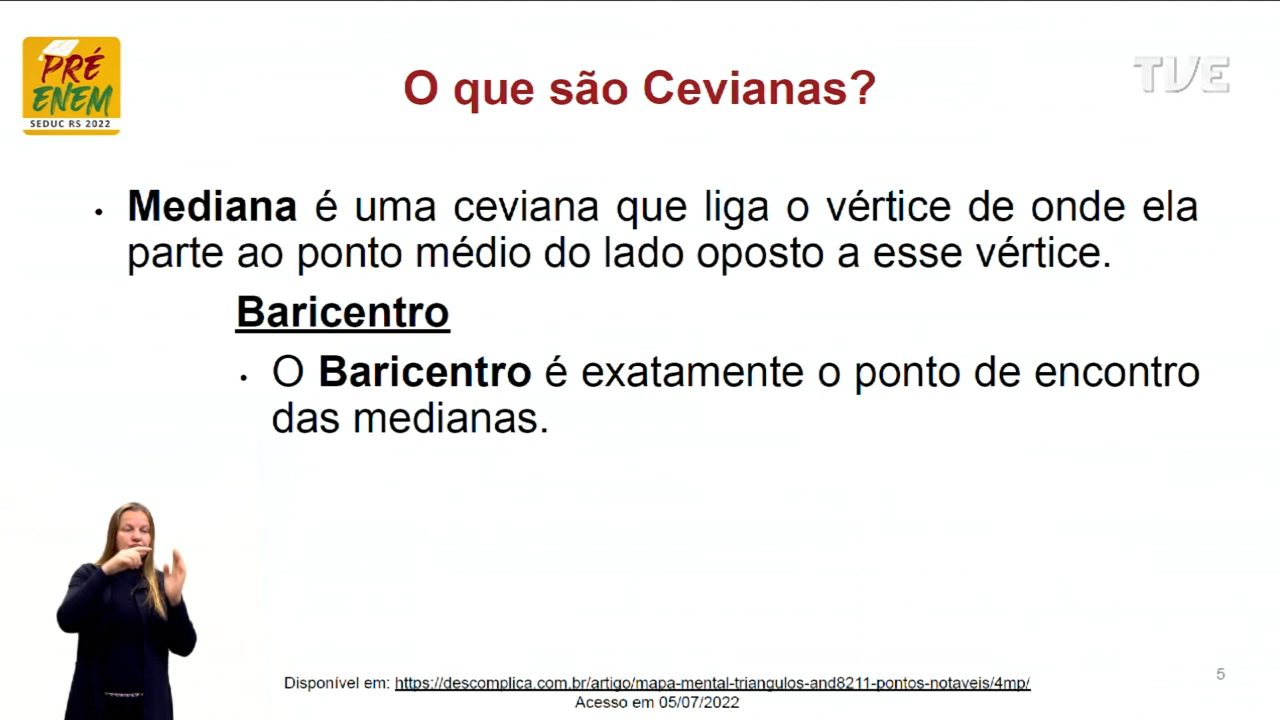 PRÉ
ENEM
SEDUC RS 2022
O que são Cevianas?
TVE
• Mediana é uma ceviana que liga o vértice de onde ela
parte ao ponto médio do lado oposto a esse vértice.
Baricentro
• O Baricentro é exatamente o ponto de encontro
das medianas.
Disponível em: https://descomplica.com.br/artigo/mapa-mental-triangulos-and8211-pontos-notaveis/4mp/
Acesso em 05/07/2022
5